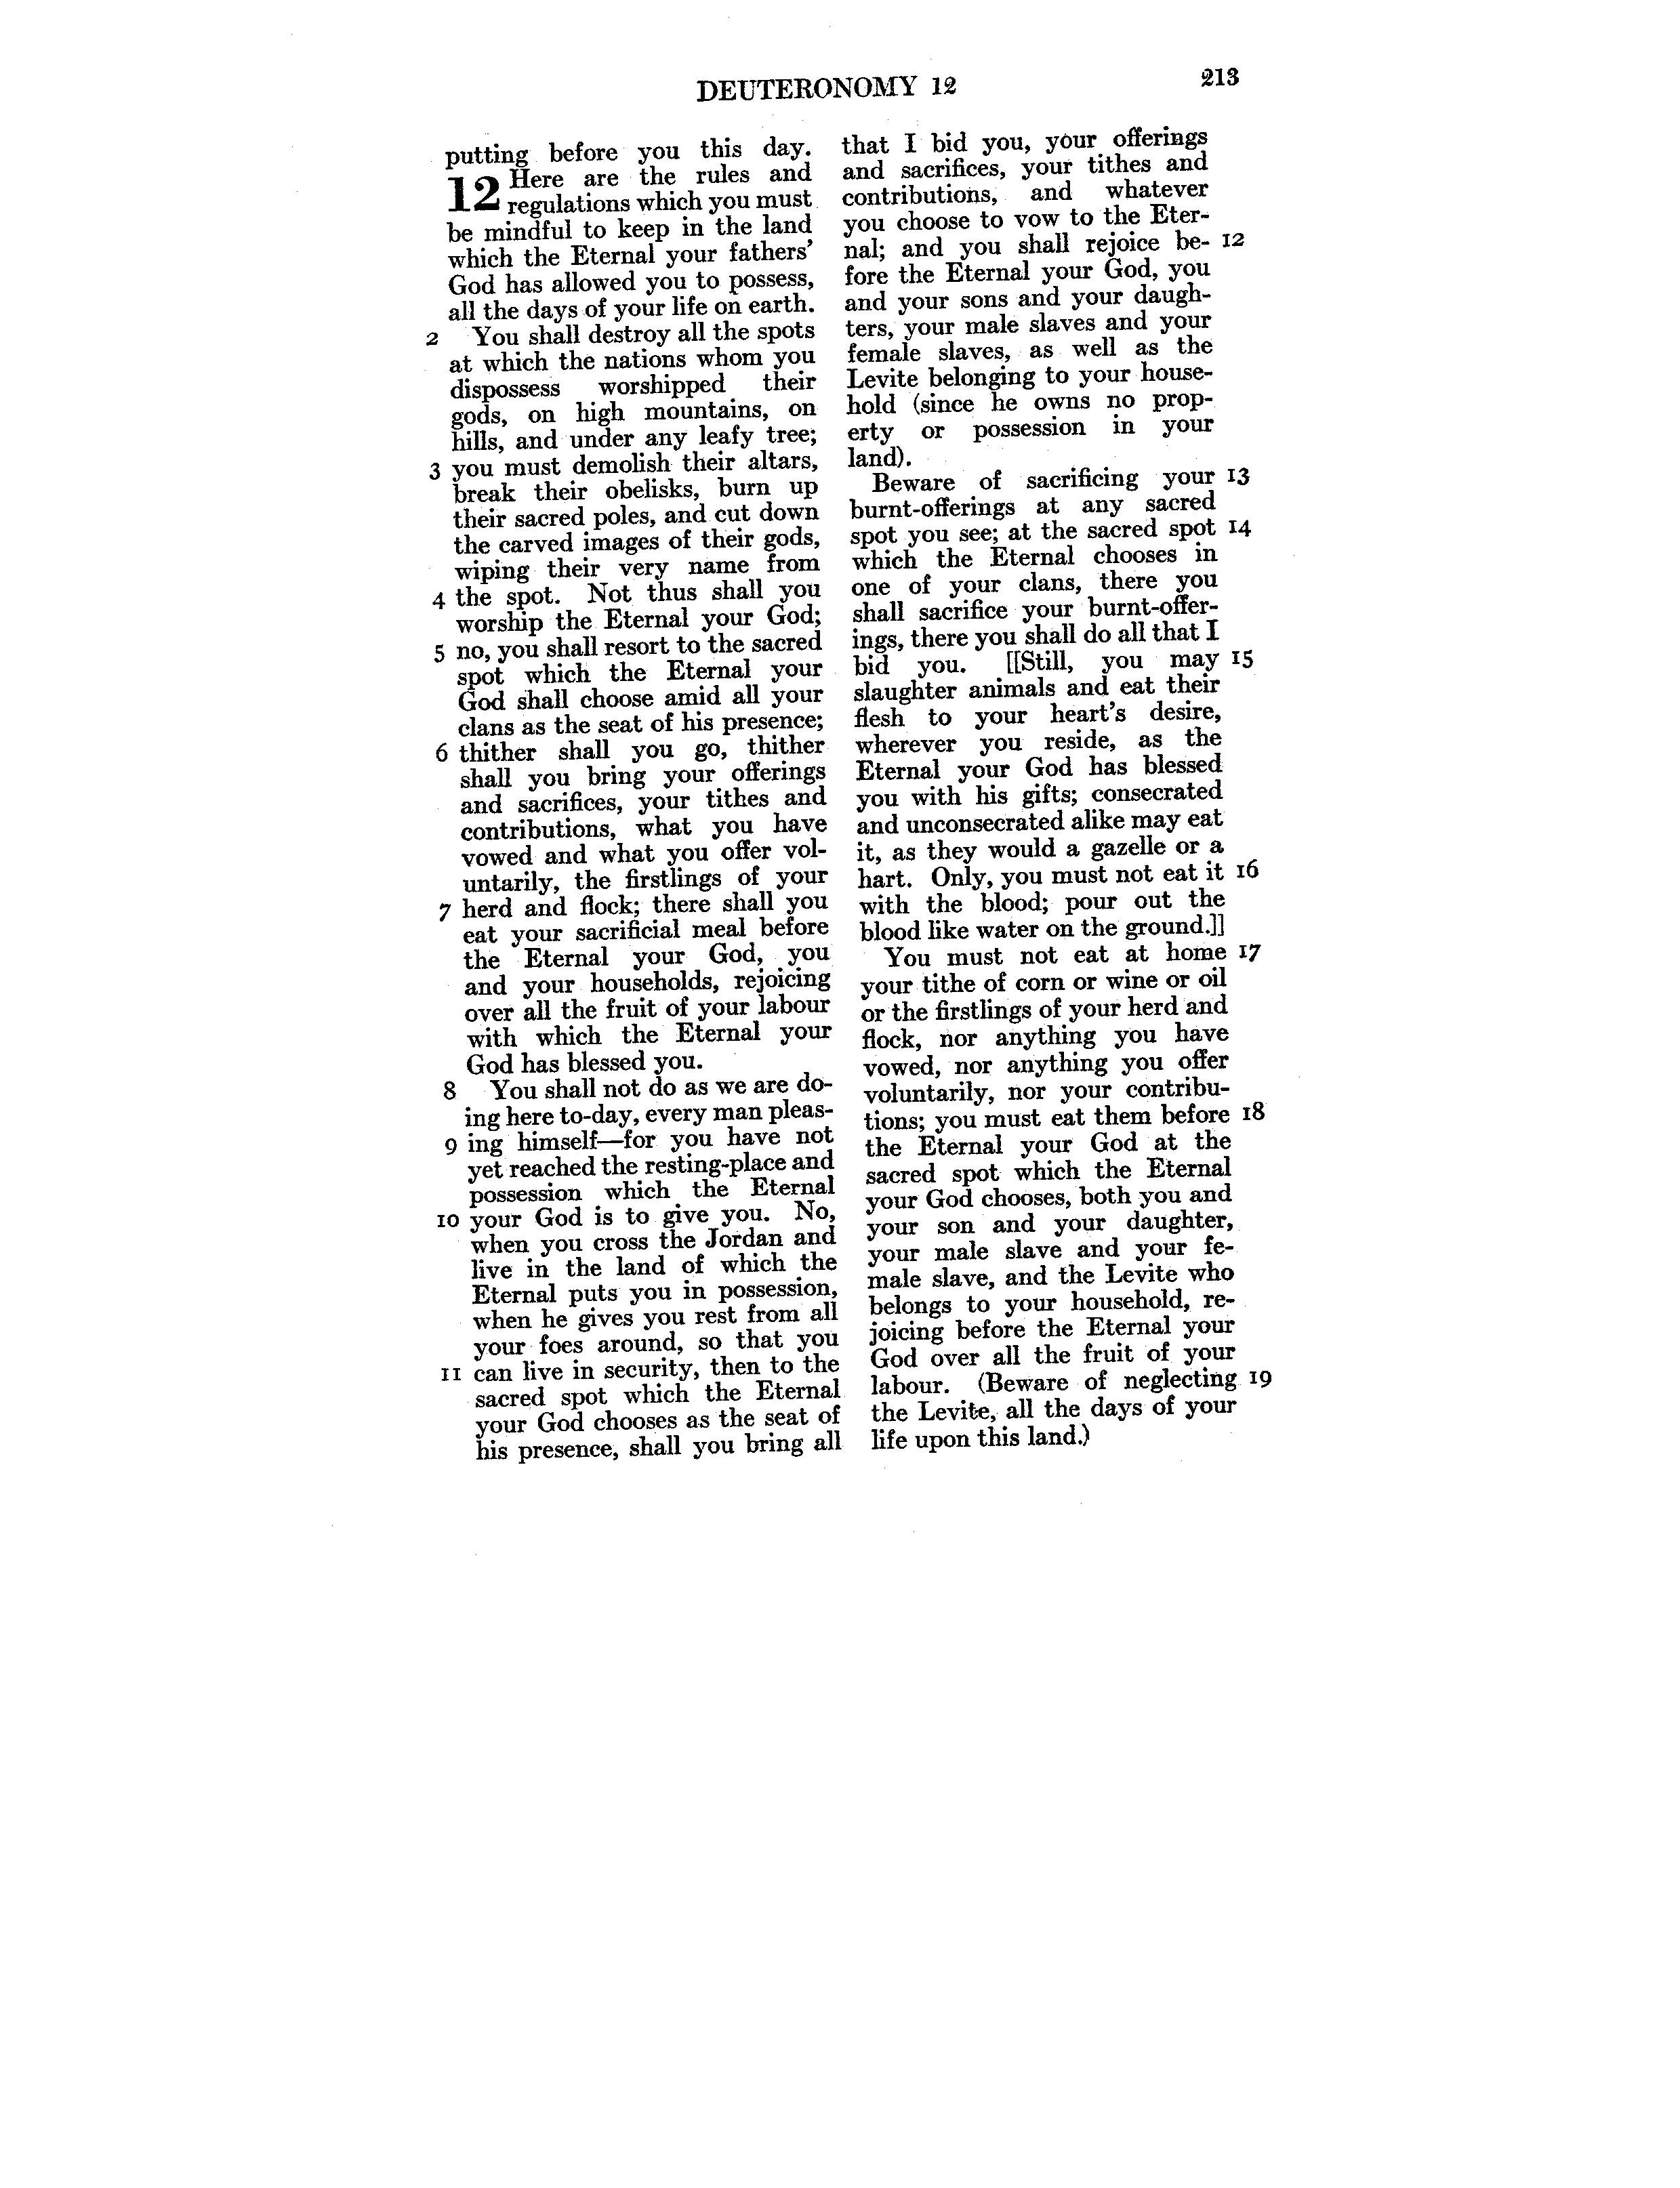 DEUTERONOMY 12 213
putting before you this day.
12 Here are the rules and
regulations which you must
be mindful to keep in the land
which the Eternal your fathers'
God has allowed you to possess,
all the days of your life on earth.
2 You shall destroy all the spots
at which the nations whom you
dispossess worshipped their
gods, on high mountains, on
hills, and under any leafy tree;
3 you must demolish their altars,
break their obelisks, burn up
their sacred poles, and cut down
the carved images of their gods,
wiping their very name from
4 the spot. Not thus shall you
worship the Eternal your God;
5 no, you shall resort to the sacred
spot which the Eternal your
God shall choose amid all your
clans as the seat of his presence;
6 thither shall you go, thither
shall you bring your offerings
and sacrifices, your tithes and
contributions, what you have
vowed and what you offer vol-
untarily, the firstlings of your
7 herd and flock; there shall you
eat your sacrificial meal before
the Eternal your God, you
and your households, rejoicing
over all the fruit of your labour
with which the Eternal your
God has blessed you.
8 You shall not do as we are do-
ing here to-day, every man pleas-
9 ing himself—for you have not
yet reached the resting-place and
possession which the Eternal
10 your God is to give you. No,
when you cross the Jordan and
live in the land of which the
Eternal puts you in possession,
when he gives you rest from all
your foes around, so that you
11 can live in security, then to the
sacred spot which the Eternal
your God chooses as the seat of
his presence, shall you bring all
that I bid you, your offerings
and sacrifices, your tithes and
contributions, and whatever
you choose to vow to the Eter-
nal; and you shall rejoice be- 12
fore the Eternal your God, you
and your sons and your daugh-
ters, your male slaves and your
female slaves, as well as the
Levite belonging to your house-
hold (since he owns no prop-
erty or possession in your
land).
Beware of sacrificing your 13
burnt-offerings at any sacred
spot you see; at the sacred spot 14
which the Eternal chooses in
one of your clans, there you
shall sacrifice your burnt-offer-
ings, there you shall do all that I
bid you. [[Still, you may 15
slaughter animals and eat their
flesh to your heart's desire,
wherever you reside, as the
Eternal your God has blessed
you with his gifts; consecrated
and unconsecrated alike may eat
it, as they would a gazelle or a
hart. Only, you must not eat it 16
with the blood; pour out the
blood like water on the ground.]]
You must not eat at home 17
your tithe of corn or wine or oil
or the firstlings of your herd and
flock, nor anything you have
vowed, nor anything you offer
voluntarily, nor your contribu-
tions; you must eat them before 18
the Eternal your God at the
sacred spot which the Eternal
your God chooses, both you and
your son and your daughter,
your male slave and your fe-
male slave, and the Levite who
belongs to your household, re-
joicing before the Eternal your
God over all the fruit of your
labour. (Beware of neglecting 19
the Levite, all the days of your
life upon this land.)